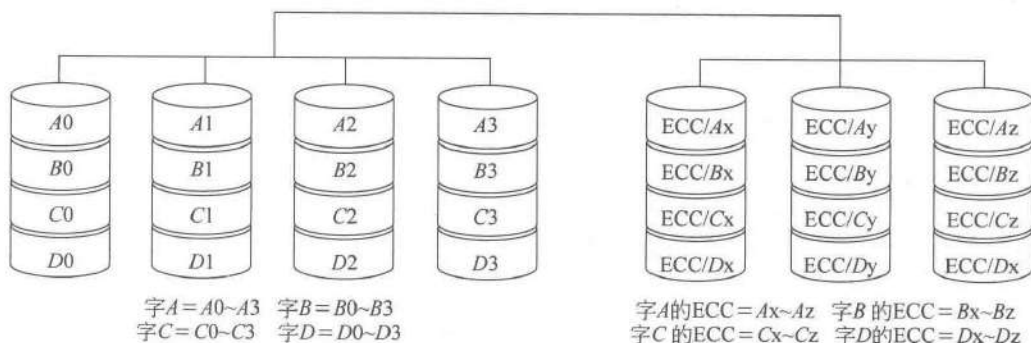 A0 A1 A2 A3 ECC/Ax ECC/Ay ECC/Az
B0 B1 B2 B3 ECC/Bx ECC/By ECC/Bz
C0 C1 C2 C3 ECC/Cx ECC/Cy ECC/Cz
D0 D1 D2 D3 ECC/Dx ECC/Dy ECC/Dx
字A=A0~A3 字B=B0~B3 字A的ECC=Ax~Az 字B 的ECC=Bx~Bz
字C=C0~C3 字D=D0~D3 字C 的ECC=Cx~Cz 字D的ECC=Dx~Dz